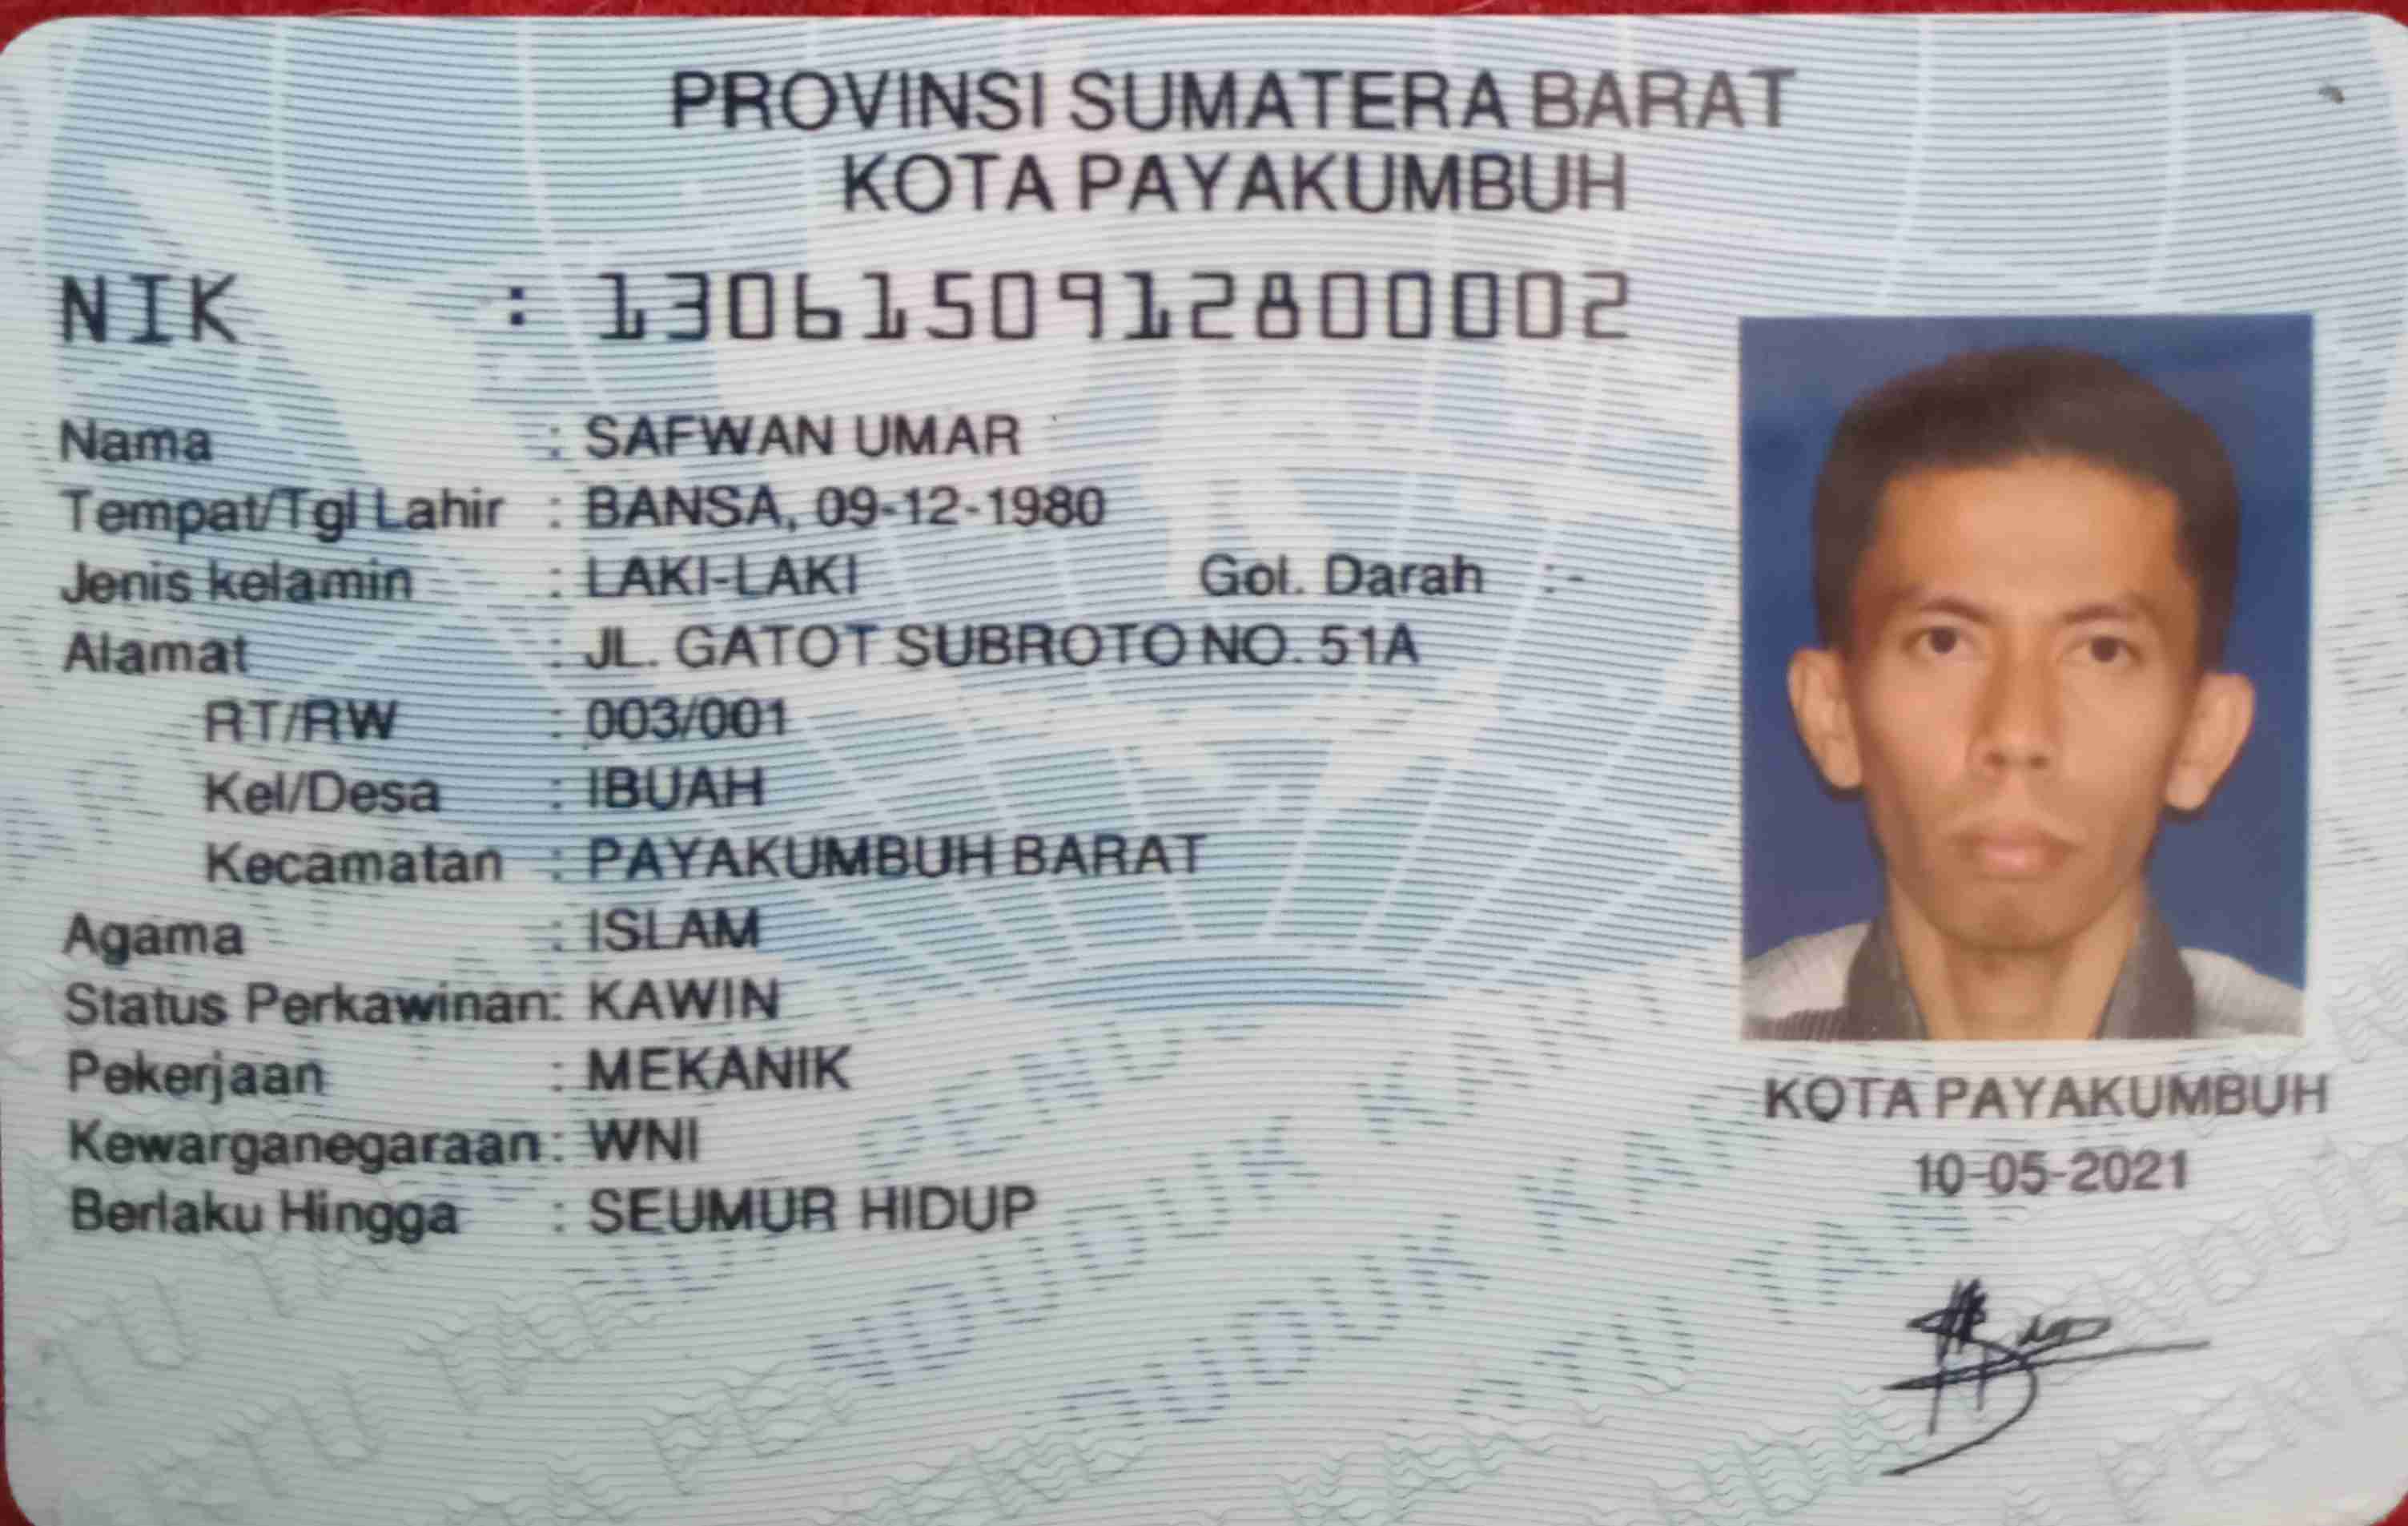 PROVINSI SUMATERA BARAT
KOTA PAYAKUMBUH
NIK : 1306150912800002
Nama : SAFWAN UMAR
Tempat/Tgl Lahir : BANSA, 09-12-1980
Jenis kelamin : LAKI-LAKI Gol. Darah : -
Alamat : JL. GATOT SUBROTO NO. 51A
RT/RW : 003/001
Kel/Desa : IBUAH
Kecamatan : PAYAKUMBUH BARAT
Agama : ISLAM
Status Perkawinan: KAWIN
Pekerjaan : MEKANIK
Kewarganegaraan : WNI
Berlaku Hingga : SEUMUR HIDUP
KOTA PAYAKUMBUH
10-05-2021